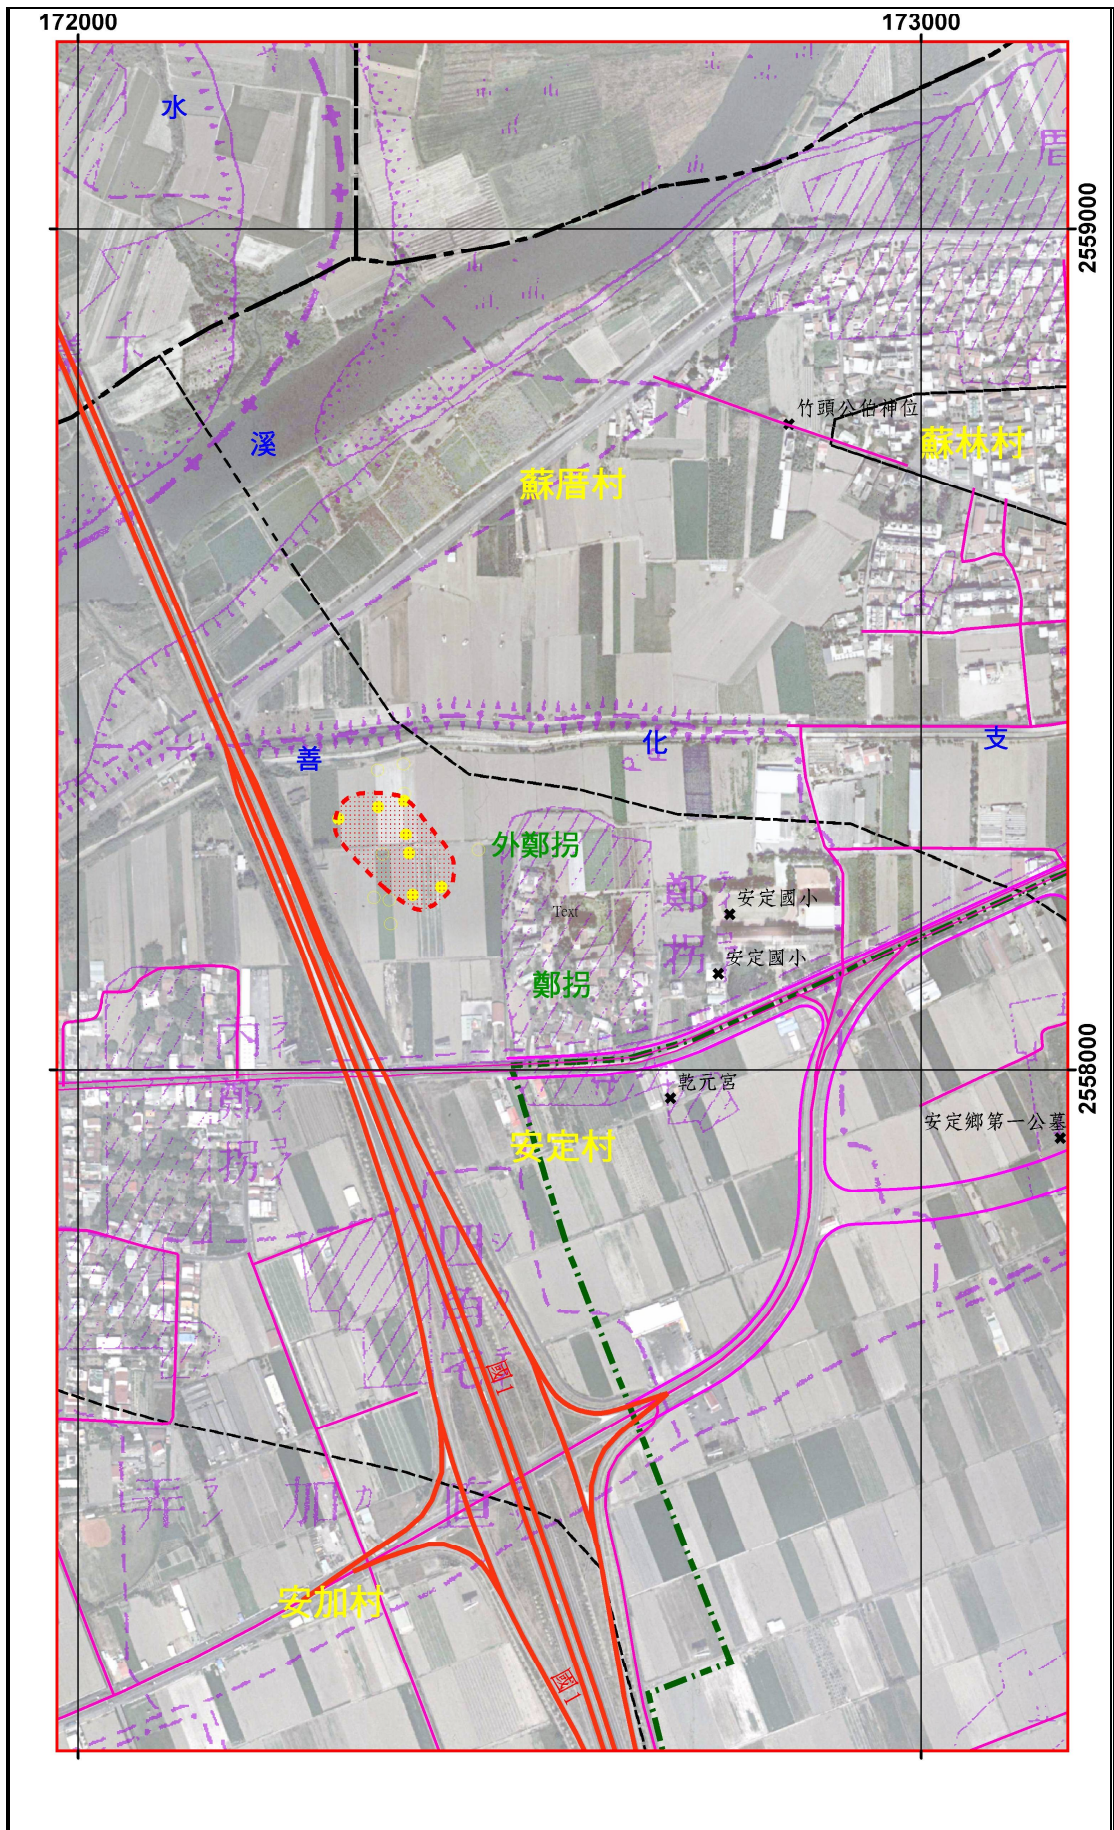 172000
173000
水
厝
2559000
下
竹頭公伯神位
溪
蘇林村
蘇厝村
化
支
善
外鄭拐
鄭
拐
安定國小
Text
安定國小
鄭拐
2558000
內
鄭
拐
乾元宮
安定鄉第一公墓
安定村
四
角
宅
國1
弄
加
直
安加村
國1